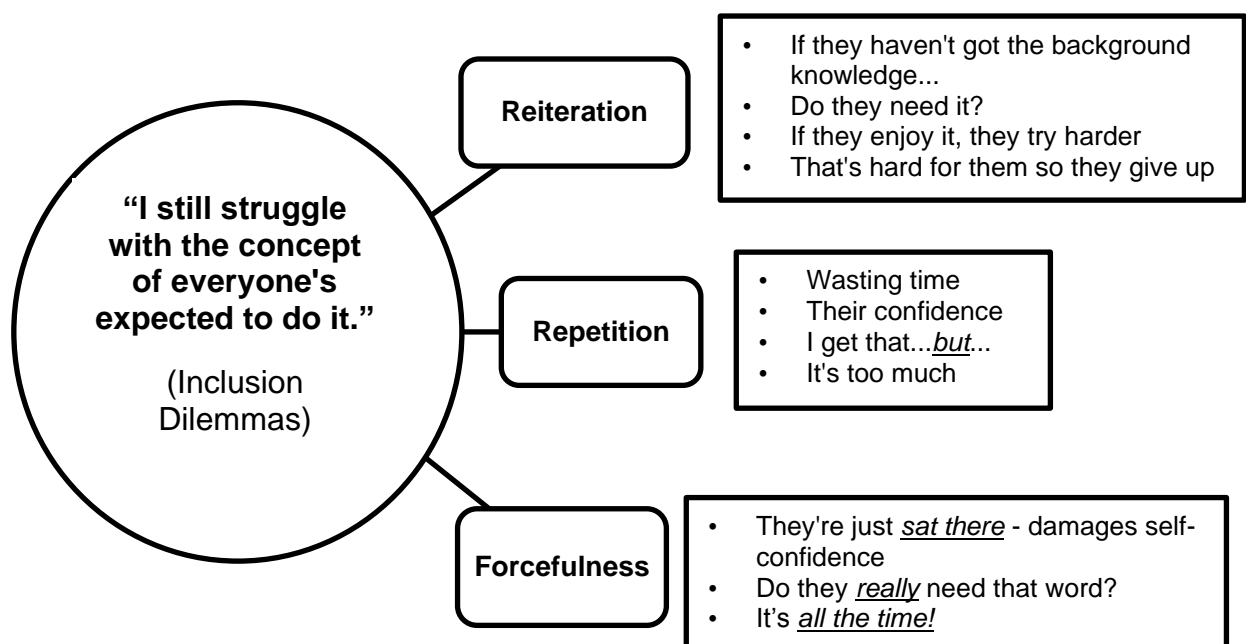 “I still struggle
with the concept
of everyone's
expected to do it.”
(Inclusion
Dilemmas)
Reiteration
• If they haven't got the background
knowledge...
• Do they need it?
• If they enjoy it, they try harder
• That's hard for them so they give up
Repetition
• Wasting time
• Their confidence
• I get that...but...
• It's too much
Forcefulness
• They're just sat there - damages self-
confidence
• Do they really need that word?
• It’s all the time!